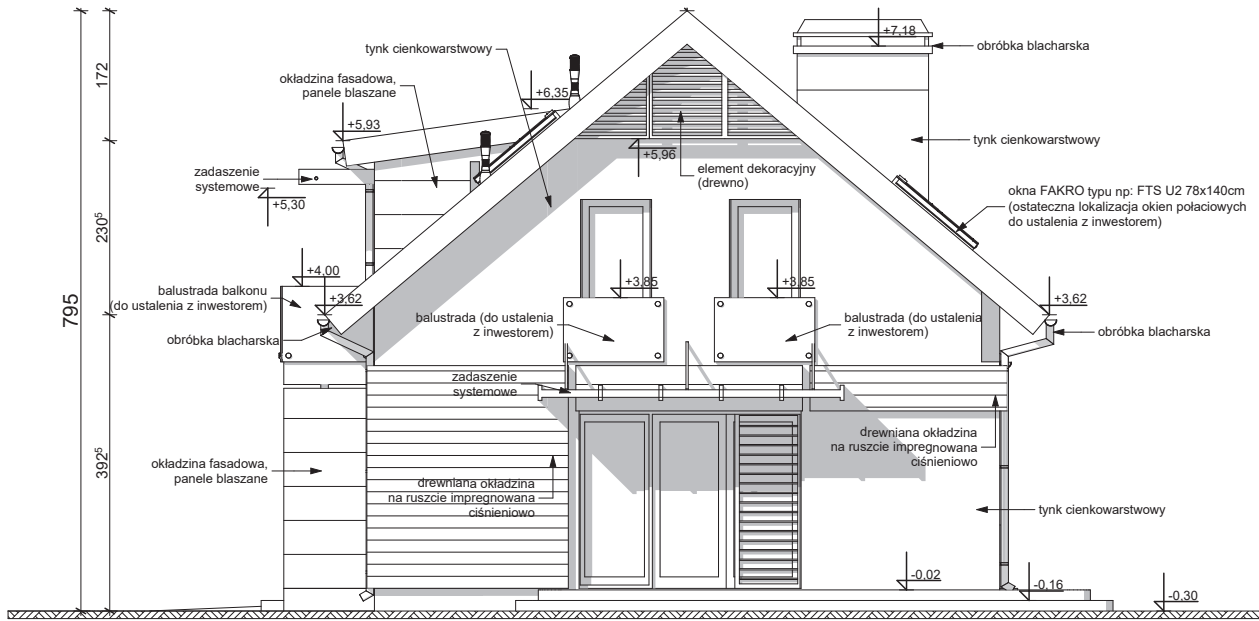 +7,18
obróbka blacharska
tynk cienkowarstwowy
172
okładzina fasadowa,
panele blaszane
+6,35
+5,93
tynk cienkowarstwowy
+5,96
element dekoracyjny
(drewno)
zadaszenie
systemowe
+5,30
okna FAKRO typu np: FTS U2 78x140cm
(ostateczna lokalizacja okien połaciowych
do ustalenia z inwestorem)
230⁵
+4,00
balustrada balkonu
(do ustalenia z inwestorem)
+3,62
+3,85
+3,85
+3,62
795
balustrada (do ustalenia
z inwestorem)
balustrada (do ustalenia
z inwestorem)
obróbka blacharska
obróbka blacharska
zadaszenie
systemowe
drewniana okładzina
na ruszcie impregnowana
ciśnieniowo
392⁵
okładzina fasadowa,
panele blaszane
drewniana okładzina
na ruszcie impregnowana
ciśnieniowo
tynk cienkowarstwowy
-0,02
-0,16
-0,30